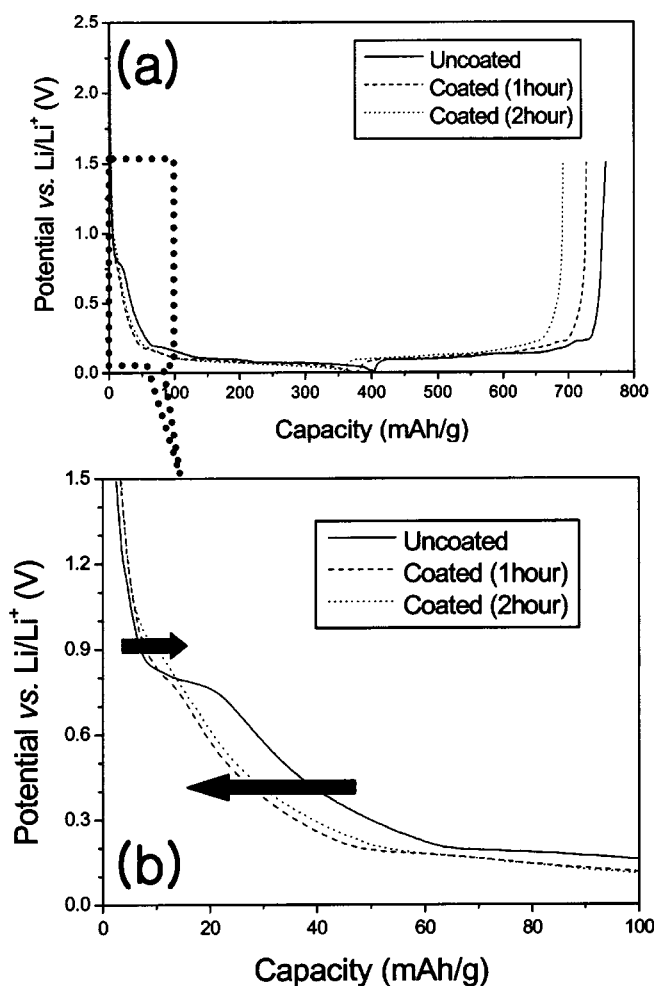 (a)
Uncoated
Coated (1hour)
Coated (2hour)
Potential vs. Li/Li⁺ (V)
2.5
2.0
1.5
1.0
0.5
0.0
0 100 200 300 400 500 600 700 800
Capacity (mAh/g)
(b)
Uncoated
Coated (1hour)
Coated (2hour)
Potential vs. Li/Li⁺ (V)
1.5
1.2
0.9
0.6
0.3
0.0
0 20 40 60 80 100
Capacity (mAh/g)